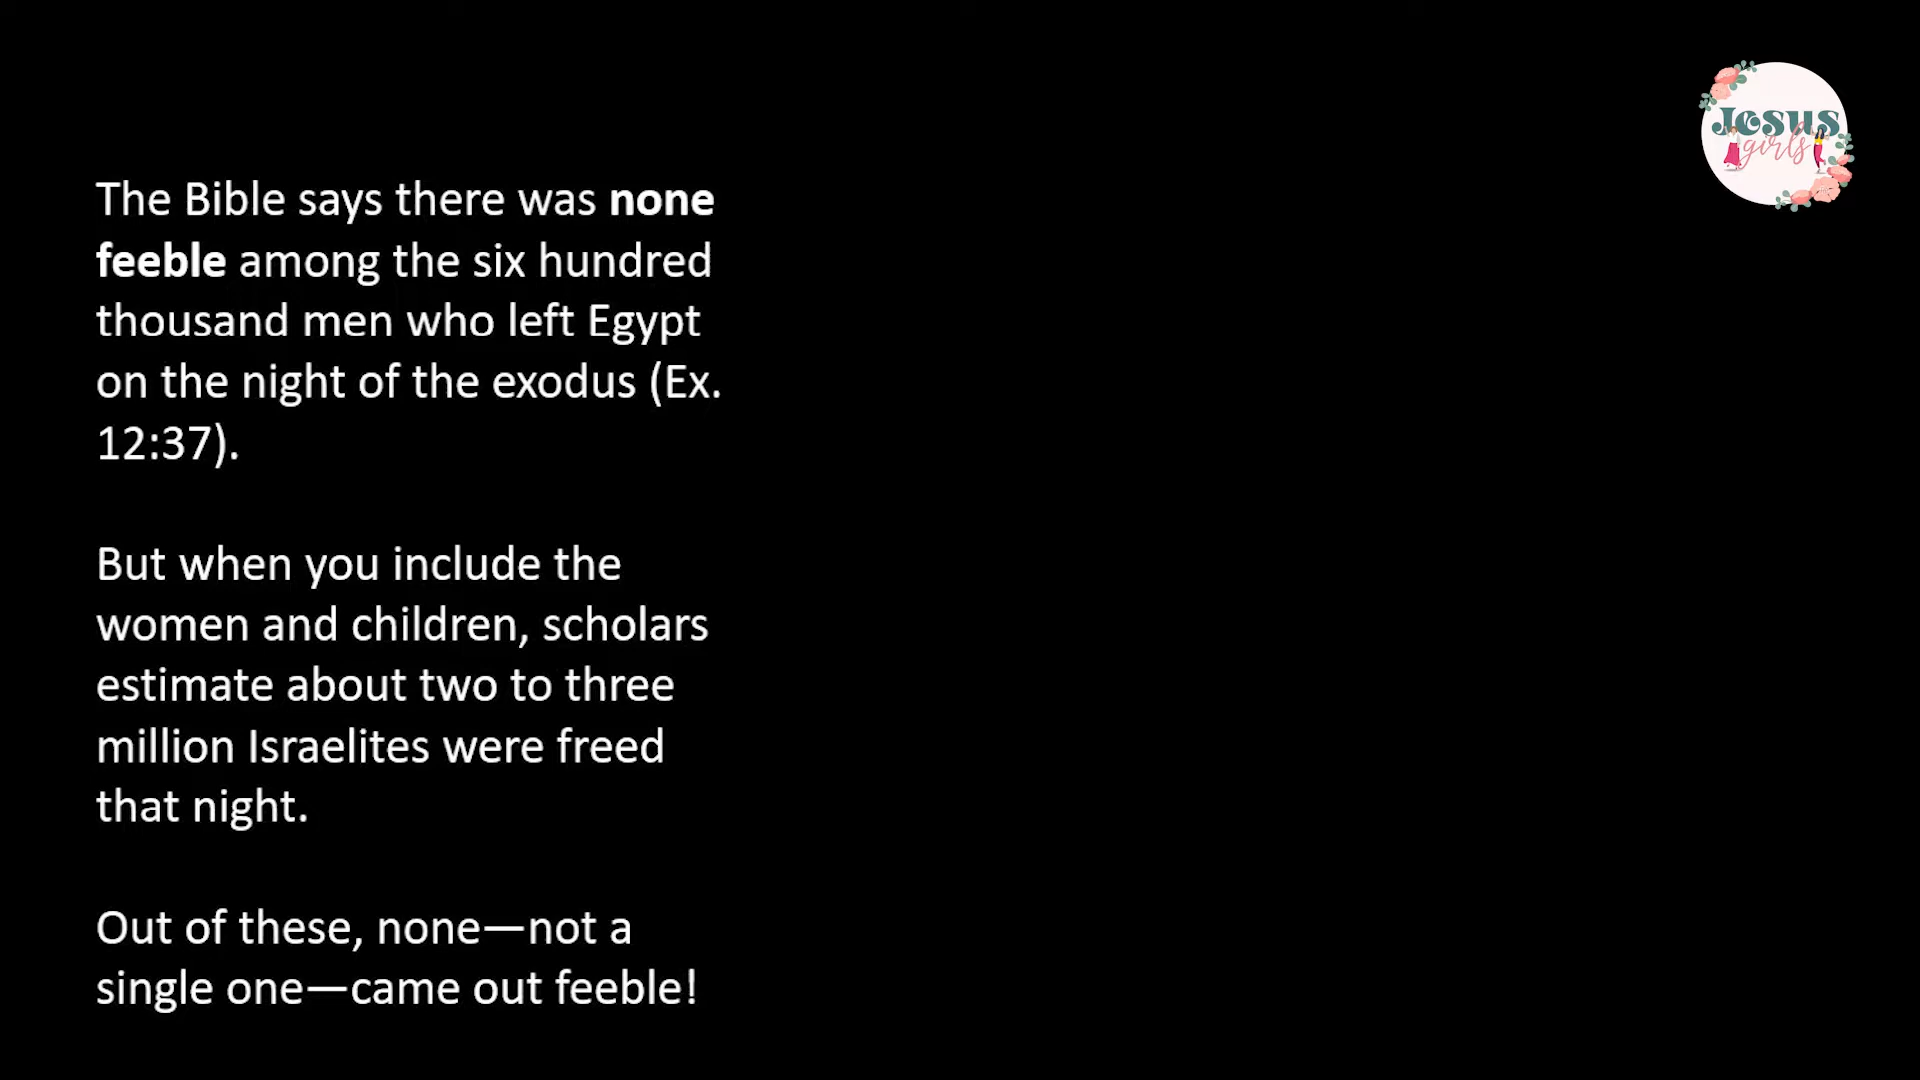 Jesus
girls
The Bible says there was none
feeble among the six hundred
thousand men who left Egypt
on the night of the exodus (Ex.
12:37).
But when you include the
women and children, scholars
estimate about two to three
million Israelites were freed
that night.
Out of these, none—not a
single one—came out feeble!